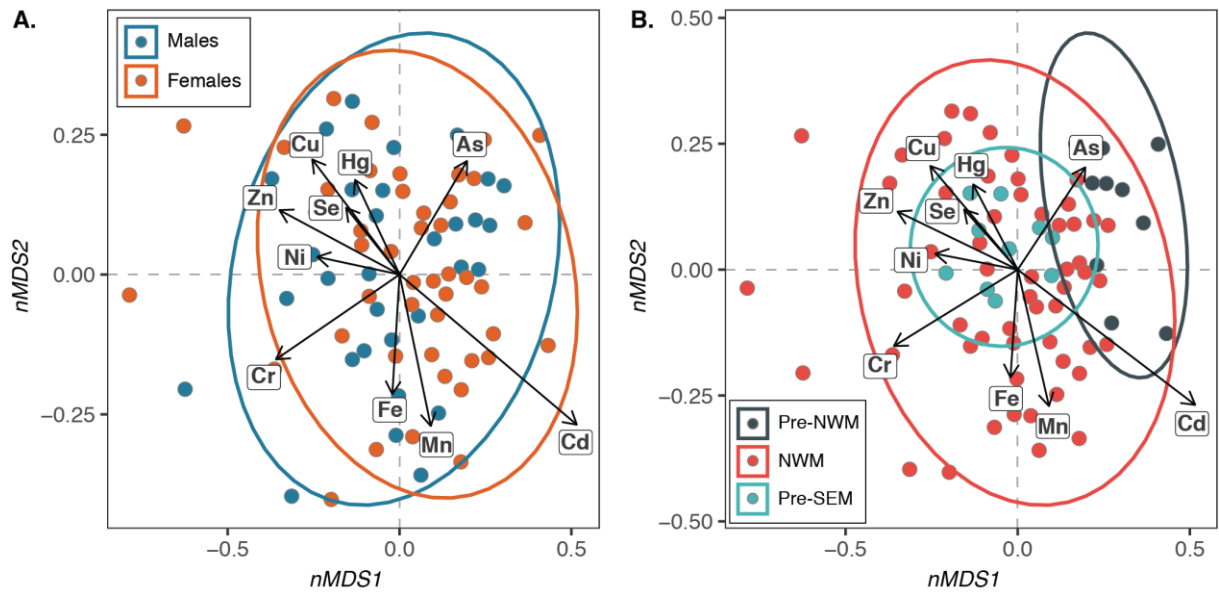 A.
Males
Females
Cu
Hg
As
Zn
Se
Ni
Cr
Fe
Mn
Cd
0.25
0.00
−0.25
−0.5
0.0
0.5
nMDS1
nMDS2
B.
Cu
Hg
As
Zn
Se
Ni
Cr
Fe
Mn
Cd
Pre-NWM
NWM
Pre-SEM
0.50
0.25
0.00
−0.25
−0.50
−0.5
0.0
0.5
nMDS1
nMDS2